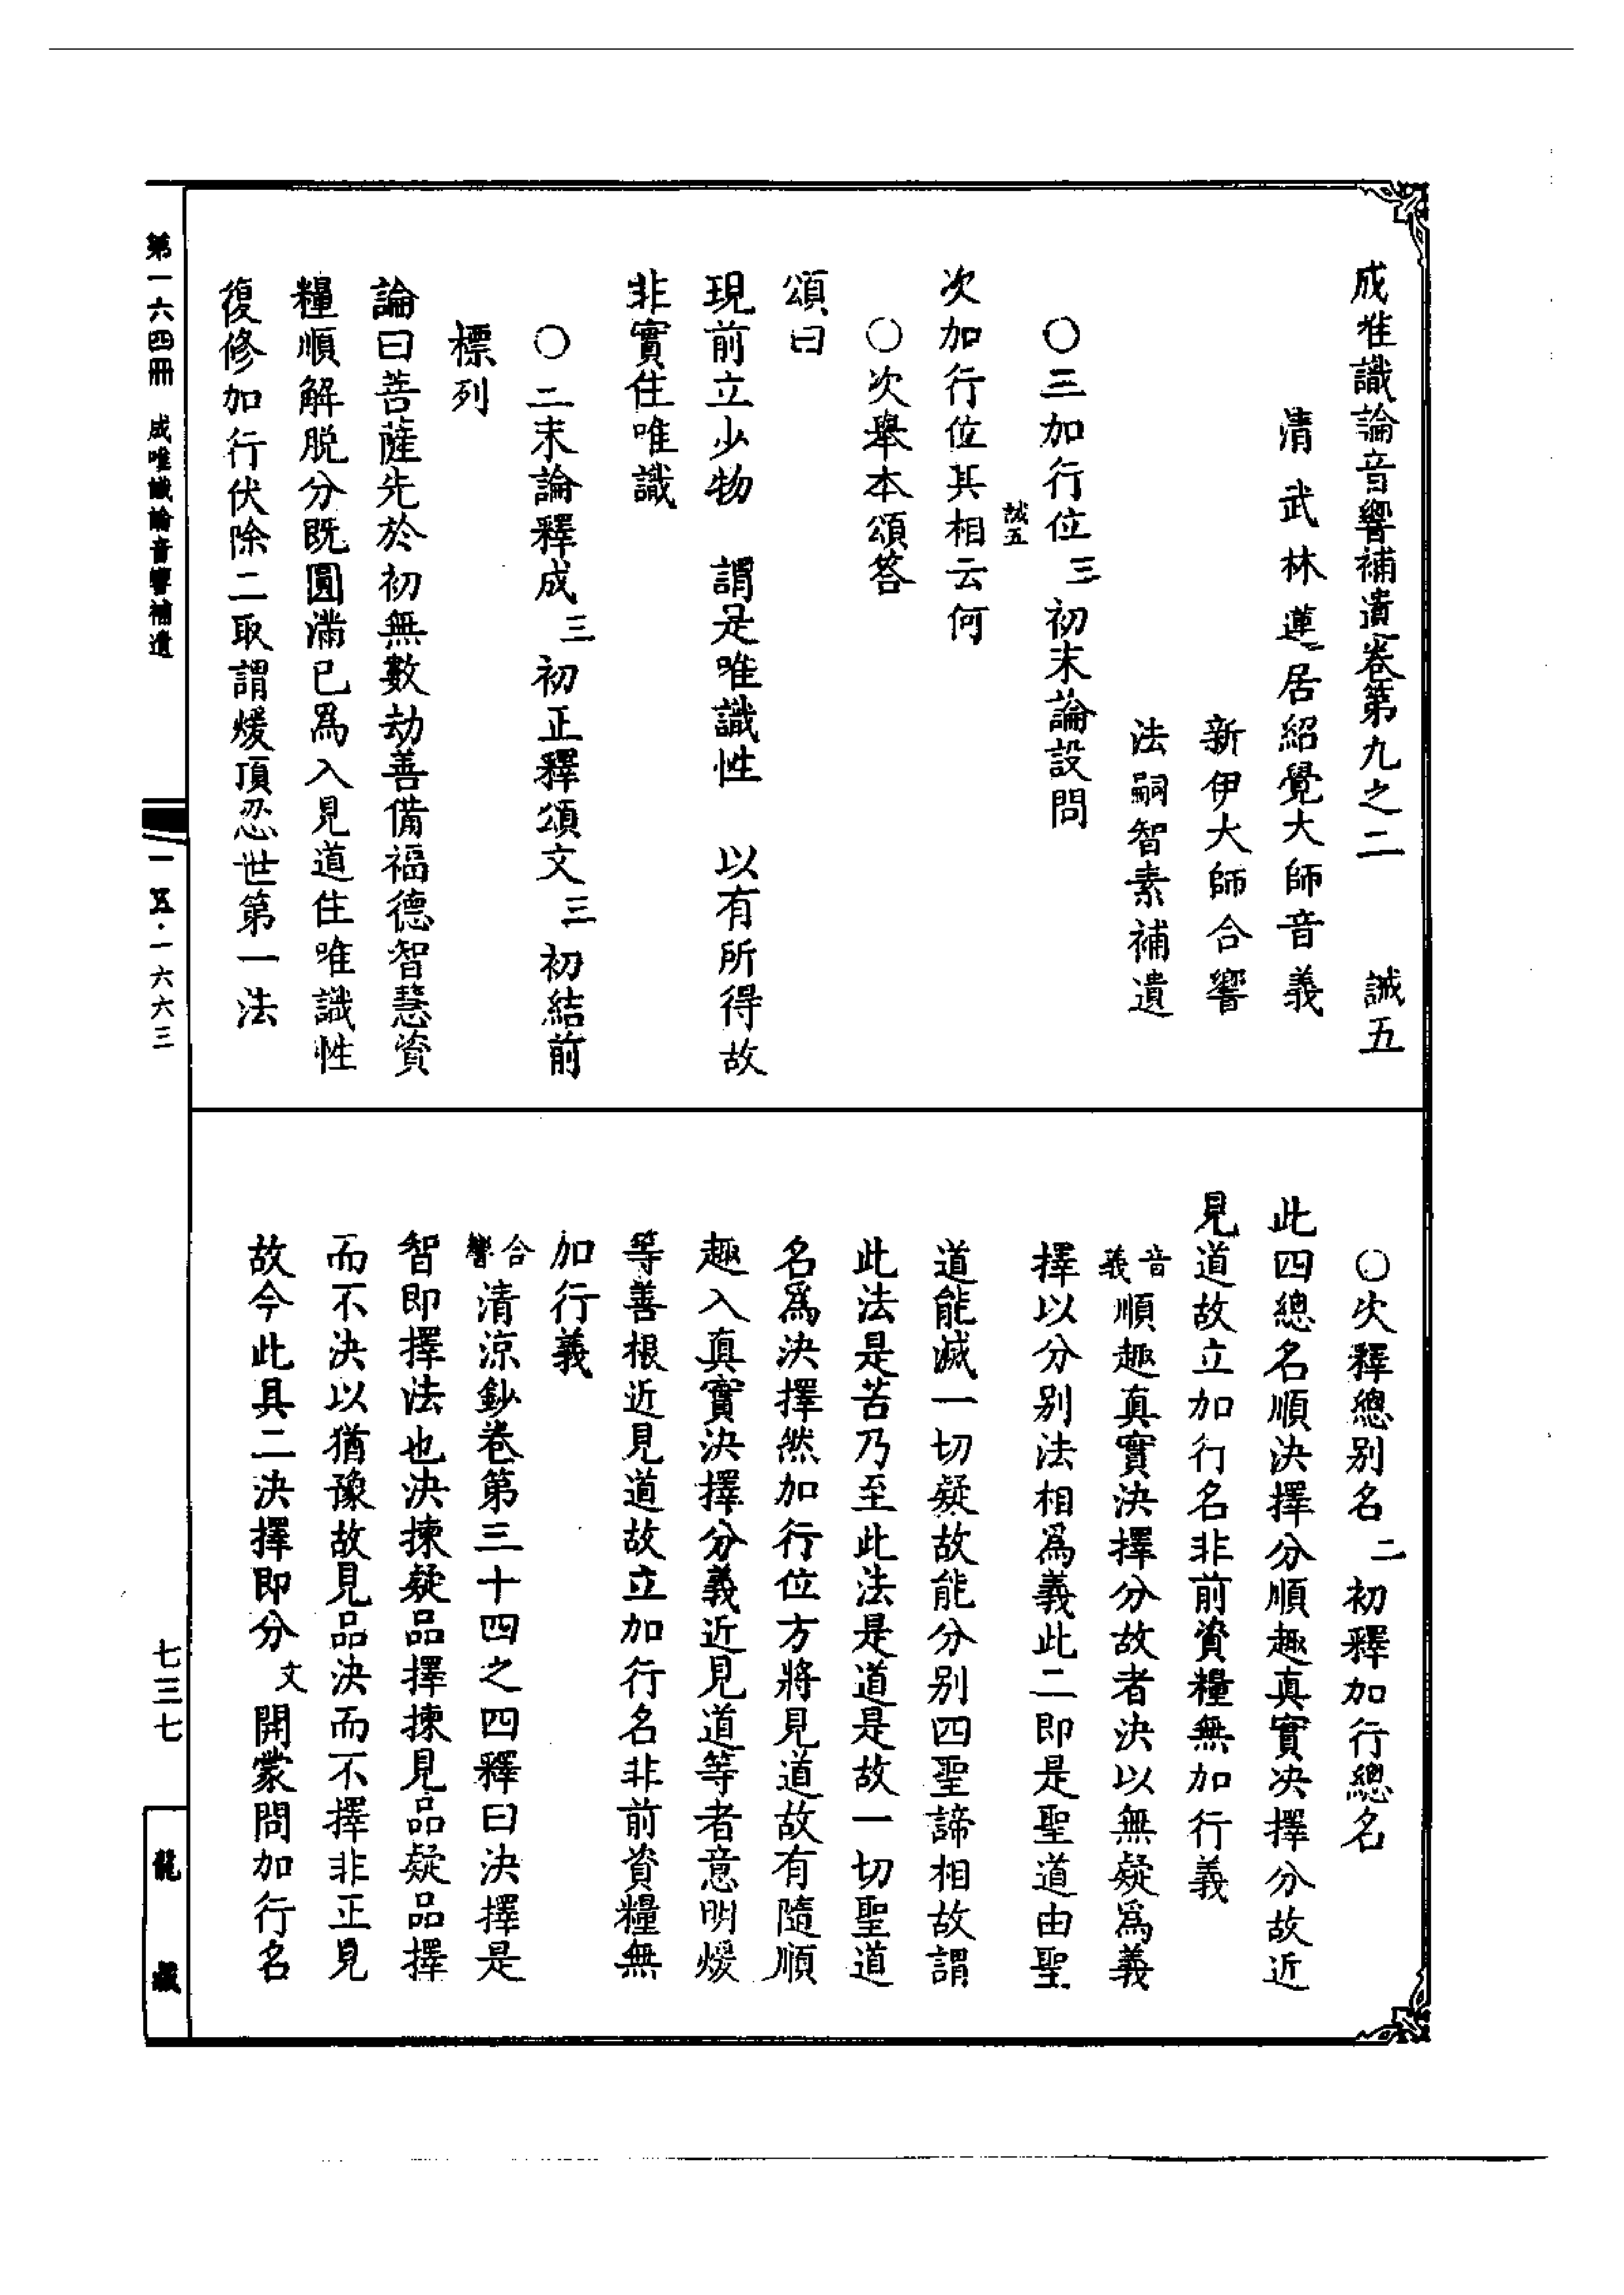 成唯識論音響補遺卷第九之二　誠五
清武林蓮居紹覺大師音義
新伊大師合響
法嗣智素補遺
〇三加行位三初末論設問
誠五
次加行位其相云何
〇次舉本頌答
頌曰
現前立少物　謂是唯識性　以有所得故
非實住唯識
〇二末論釋成三初正釋頌文三初結前
標列
論曰菩薩先於初無數劫善備福德智慧資
糧順解脫分既圓滿已爲入見道住唯識性
復修加行伏除二取謂煖頂忍世第一法
〇次釋總別名二初釋加行總名
此四總名順決擇分順趣真實决擇分故近
見道故立加行名非前資糧無加行義
音義順趣真實決擇分故者決以無疑爲義
擇以分別法相爲義此二即是聖道由聖
道能滅一切疑故能分別四聖諦相故謂
此法是苦乃至此法是道是故一切聖道
名爲決擇然加行位方將見道故有隨順
趣入真實決擇分義近見道等者意明煖
等善根近見道故立加行名非前資糧無
加行義
合響清涼鈔卷第三十四之四釋曰決擇是
智即擇法也決揀疑品擇揀見品疑品擇
而不決以猶豫故見品決而不擇非正見
故今此具二決擇即分文開蒙問加行名
第一六四冊　成唯識論音響補遺
一五·一六六三
七三七
龍藏